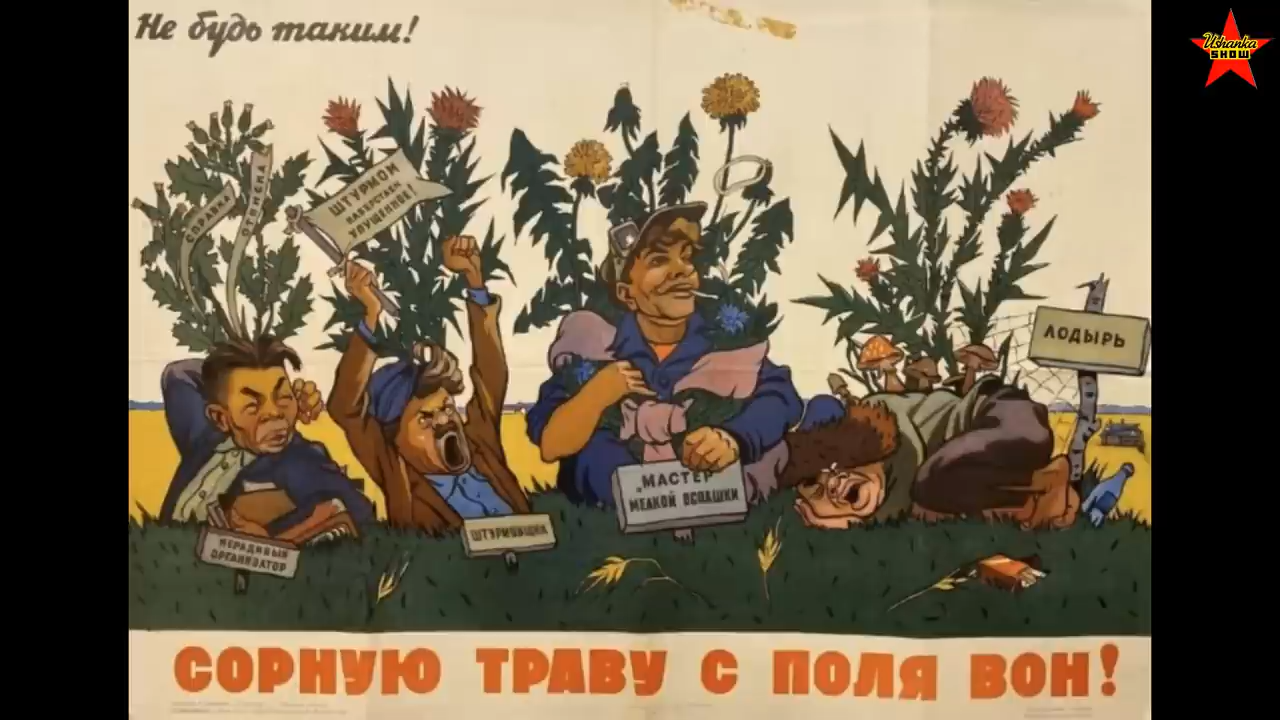 Не будь таким!
Ushanka
SHOW
СПРАВКА
ОТПИСКА
ШТУРМОМ
НАВЕРСТАЕМ
УПУЩЕННОЕ!
ЛОДЫРЬ
„МАСТЕР"
МЕЛКОЙ ВСПАШКИ
ШТУРМОВЩИК
НЕРАДИВЫЙ
ОРГАНИЗАТОР
СОРНУЮ ТРАВУ С ПОЛЯ ВОН!